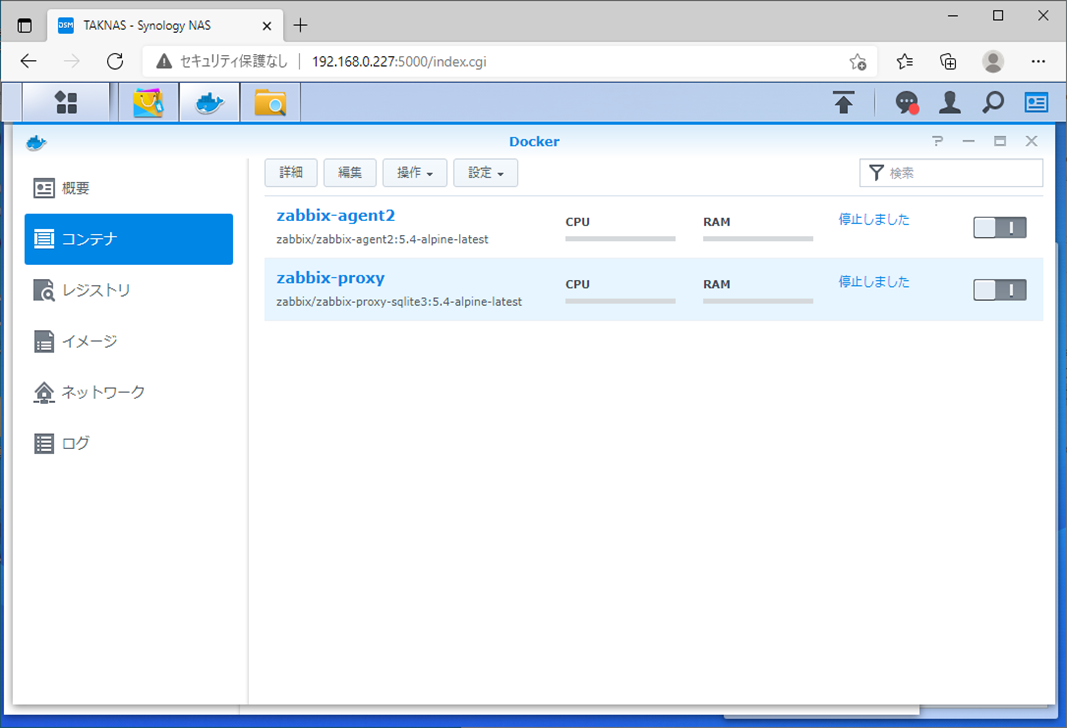 DSM TAKNAS - Synology NAS
セキュリティ保護なし 192.168.0.227:5000/index.cgi
Docker
詳細 編集 操作 設定 検索
概要
コンテナ
レジストリ
イメージ
ネットワーク
ログ
zabbix-agent2 CPU RAM 停止しました
zabbix/zabbix-agent2:5.4-alpine-latest
zabbix-proxy CPU RAM 停止しました
zabbix/zabbix-proxy-sqlite3:5.4-alpine-latest